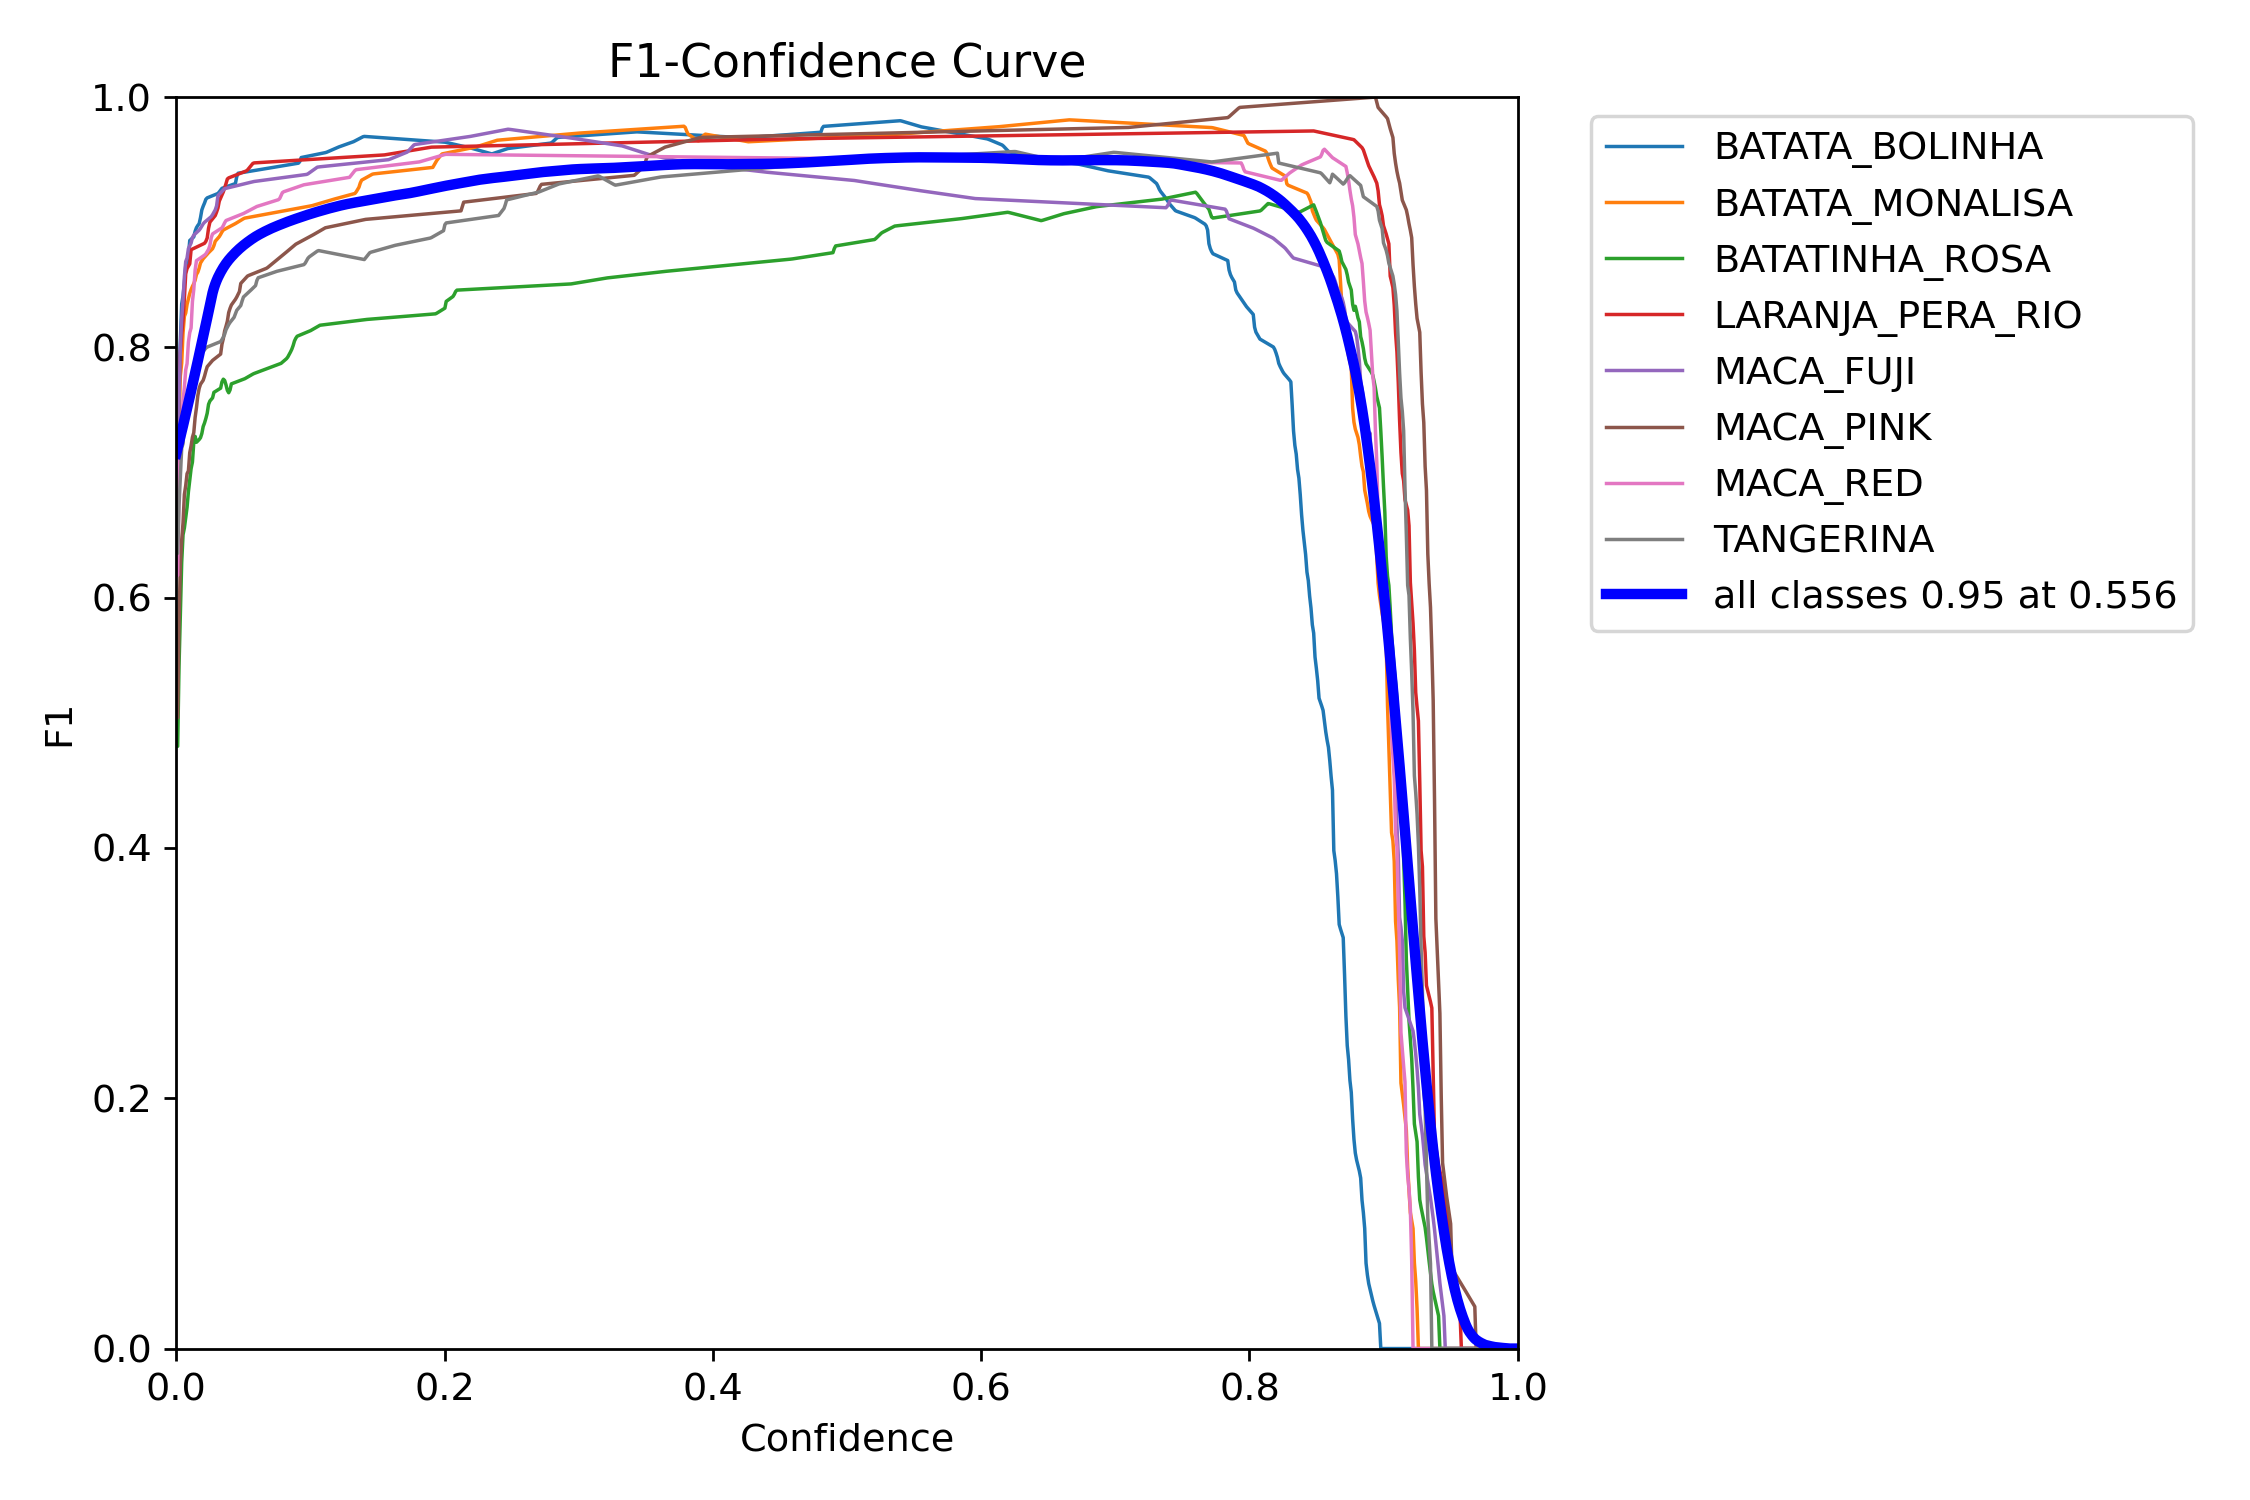 F1-Confidence Curve
1.0
0.8
0.6
0.4
0.2
0.0
F1
0.0 0.2 0.4 0.6 0.8 1.0
Confidence
BATATA_BOLINHA
BATATA_MONALISA
BATATINHA_ROSA
LARANJA_PERA_RIO
MACA_FUJI
MACA_PINK
MACA_RED
TANGERINA
all classes 0.95 at 0.556